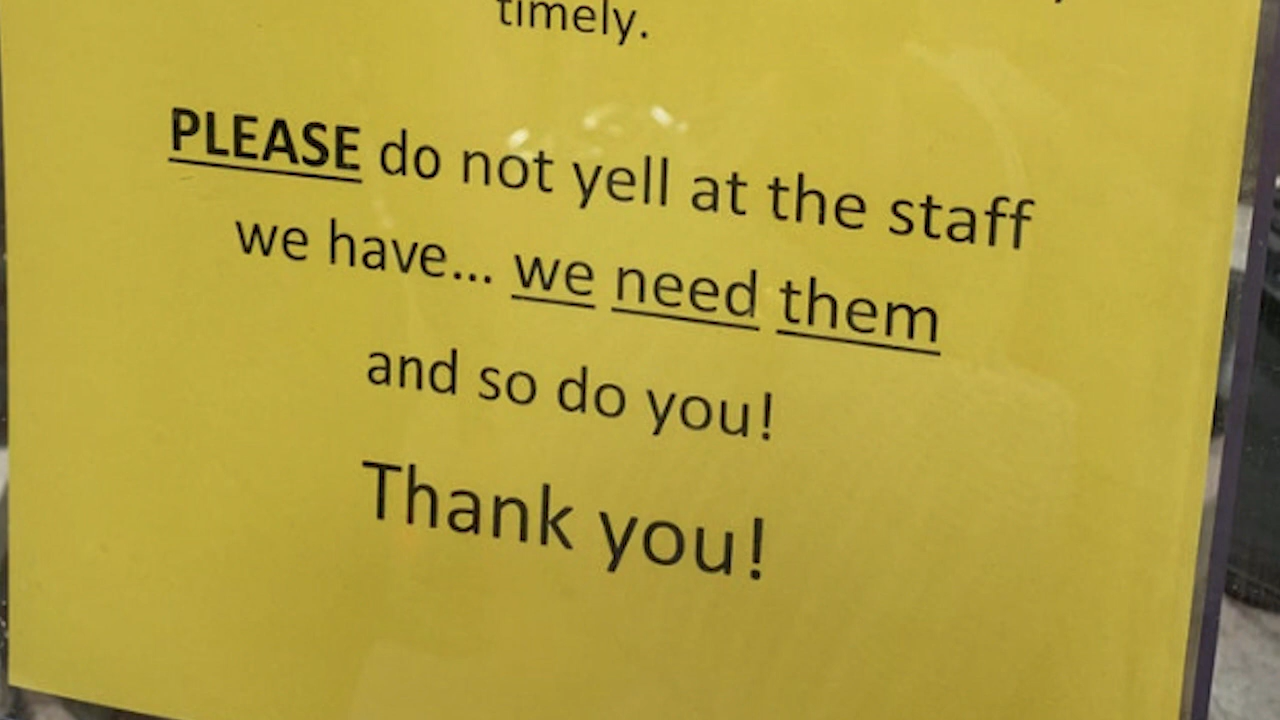 timely.
PLEASE do not yell at the staff
we have... we need them
and so do you!
Thank you!